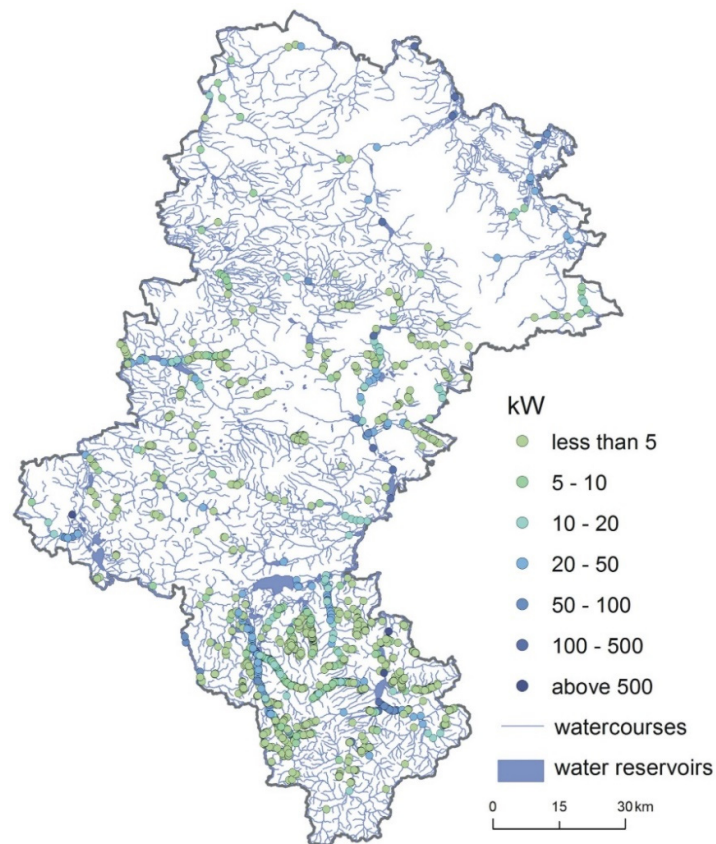 kW
less than 5
5 - 10
10 - 20
20 - 50
50 - 100
100 - 500
above 500
watercourses
water reservoirs
0 15 30 km